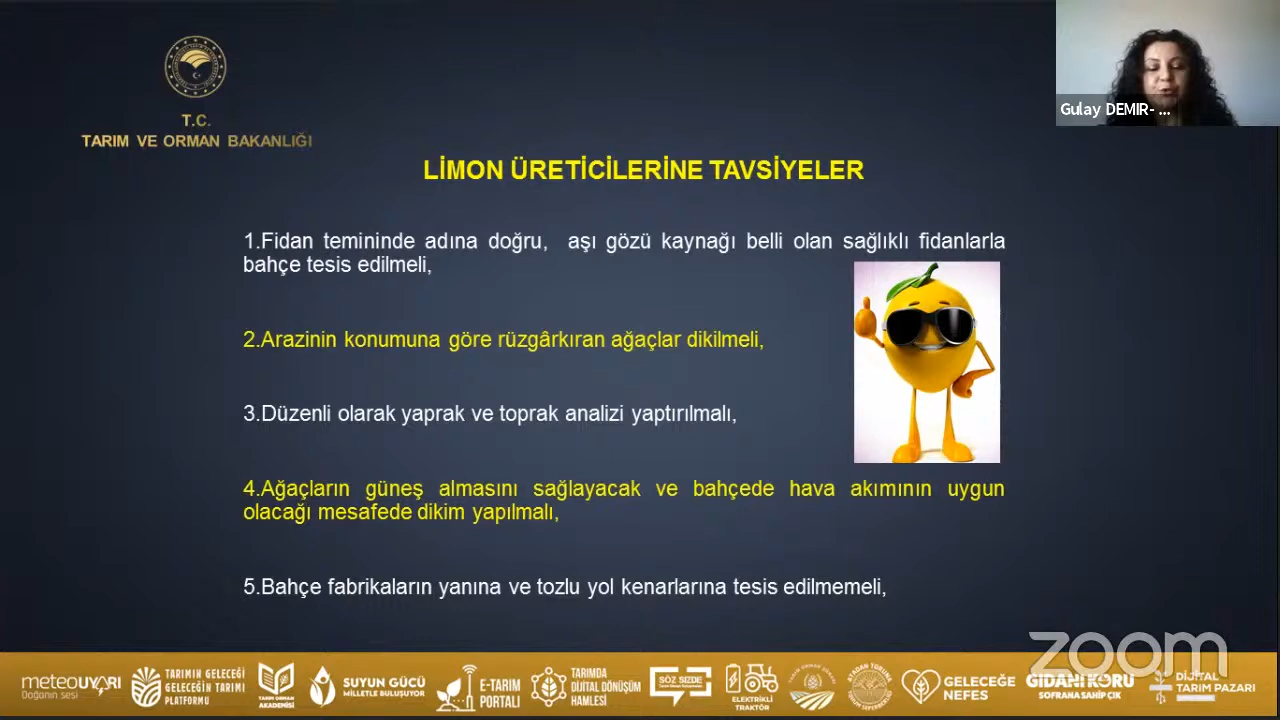 Gulay DEMIR- ...
T.C.
TARIM VE ORMAN BAKANLIĞI
LİMON ÜRETİCİLERİNE TAVSİYELER
1.Fidan temininde adına doğru, aşı gözü kaynağı belli olan sağlıklı fidanlarla
bahçe tesis edilmeli,
2.Arazinin konumuna göre rüzgârkıran ağaçlar dikilmeli,
3.Düzenli olarak yaprak ve toprak analizi yaptırılmalı,
4.Ağaçların güneş almasını sağlayacak ve bahçede hava akımının uygun
olacağı mesafede dikim yapılmalı,
5.Bahçe fabrikaların yanına ve tozlu yol kenarlarına tesis edilmemeli,
zoom
meteoUYARI
Doğanın sesi
TARIMIN GELECEĞİ
GELECEĞİN TARIMI
PLATFORMU
TARIM ORMAN
AKADEMİSİ
SUYUN GÜCÜ
MİLLETLE BULUŞUYOR
E-TARIM
PORTALI
TARIMDA
DİJİTAL DÖNÜŞÜM
HAMLESİ
SÖZ SİZDE
ELEKTRİKLİ
TRAKTÖR
GELECEĞE
NEFES
GIDANI KORU
SOFRANA SAHİP ÇIK
DİJİTAL
TARIM PAZARI